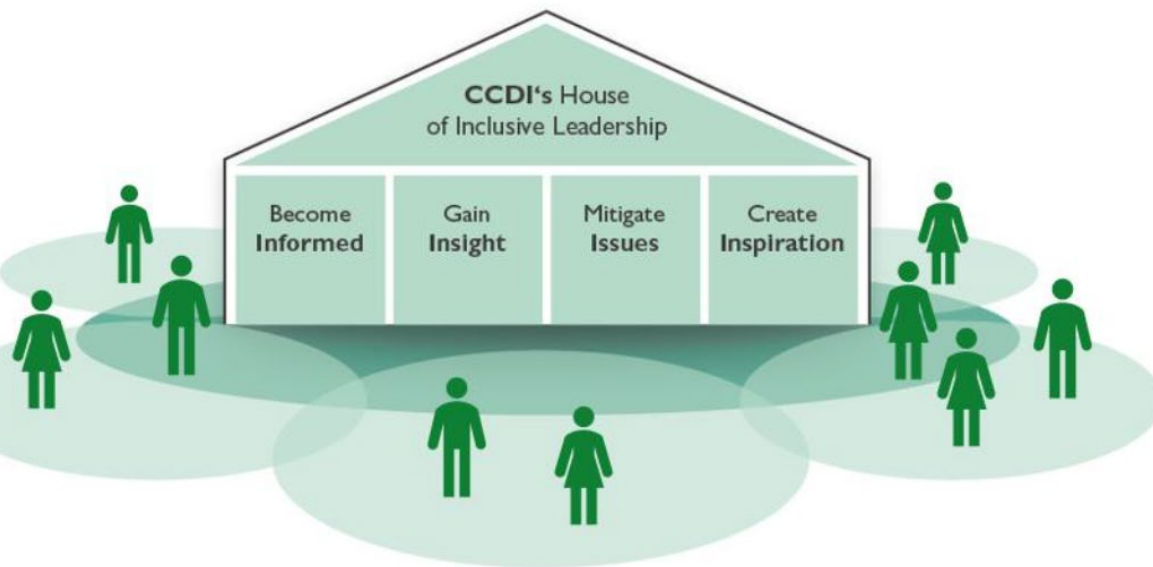 CCDI's House
of Inclusive Leadership
Become
Informed
Gain
Insight
Mitigate
Issues
Create
Inspiration